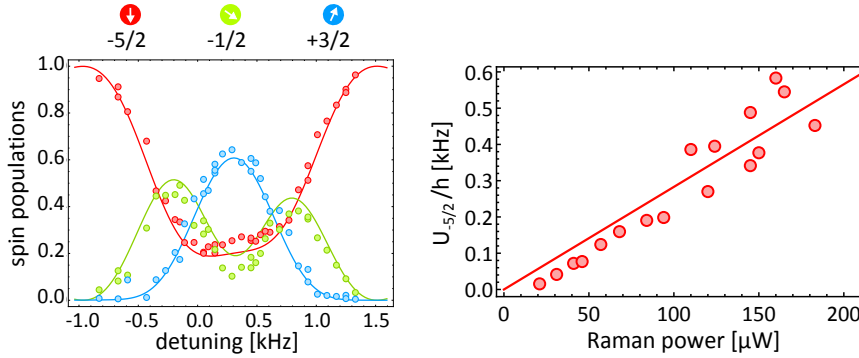 -5/2 -1/2 +3/2
spin populations
1.0
0.8
0.6
0.4
0.2
0.0
-1.0 -0.5 0.0 0.5 1.0 1.5
detuning [kHz]
U-5/2/h [kHz]
0.6
0.5
0.4
0.3
0.2
0.1
0.0
0 50 100 150 200
Raman power [µW]